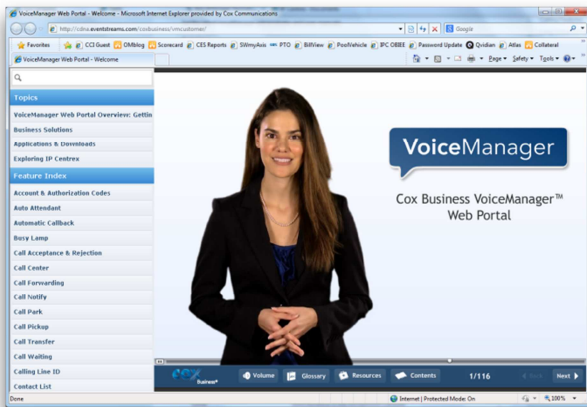 VoiceManager Web Portal - Welcome - Microsoft Internet Explorer provided by Cox Communications
http://cdna.eventstreams.com/coxbusiness/vmcustomer/
Google
Favorites CCI Guest OMblog Scorecard CES Reports BillView SWmyAxis PTO PoolVehicle IPC OBIEE Password Update Qvidian Atlas Collateral
VoiceManager Web Portal - Welcome
Page Safety Tools
Topics
VoiceManager Web Portal Overview: Gettin
Business Solutions
Applications & Downloads
Exploring IP Centrex
Feature Index
Account & Authorization Codes
Auto Attendant
Automatic Callback
Busy Lamp
Call Acceptance & Rejection
Call Center
Call Forwarding
Call Notify
Call Park
Call Pickup
Call Transfer
Call Waiting
Calling Line ID
Contact List
VoiceManager
Cox Business VoiceManager™
Web Portal
COX
Business
Volume Glossary Resources Contents 1/116 Back Next
Done Internet | Protected Mode: On 100%